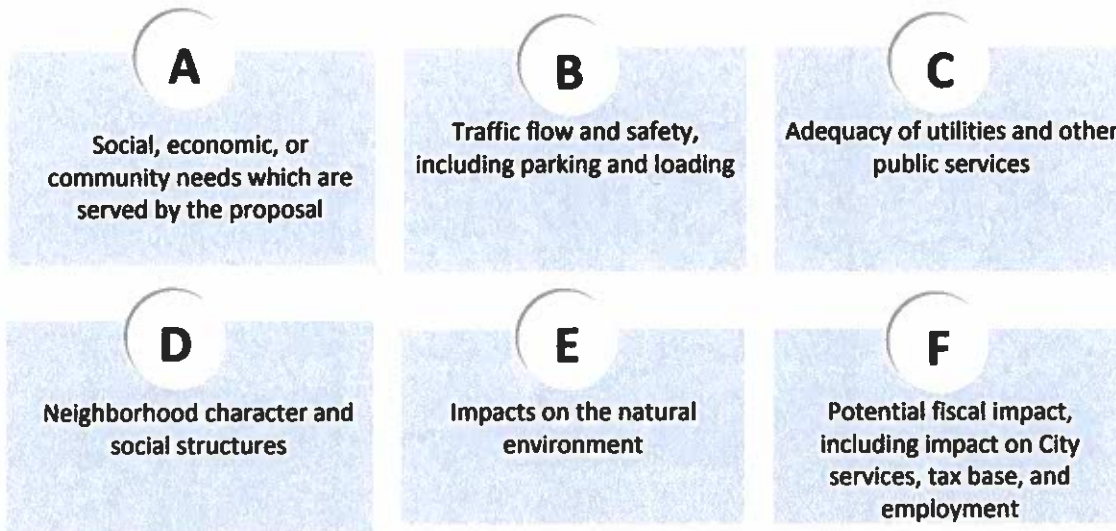 A
Social, economic, or
community needs which are
served by the proposal
B
Traffic flow and safety,
including parking and loading
C
Adequacy of utilities and other
public services
D
Neighborhood character and
social structures
E
Impacts on the natural
environment
F
Potential fiscal impact,
including impact on City
services, tax base, and
employment